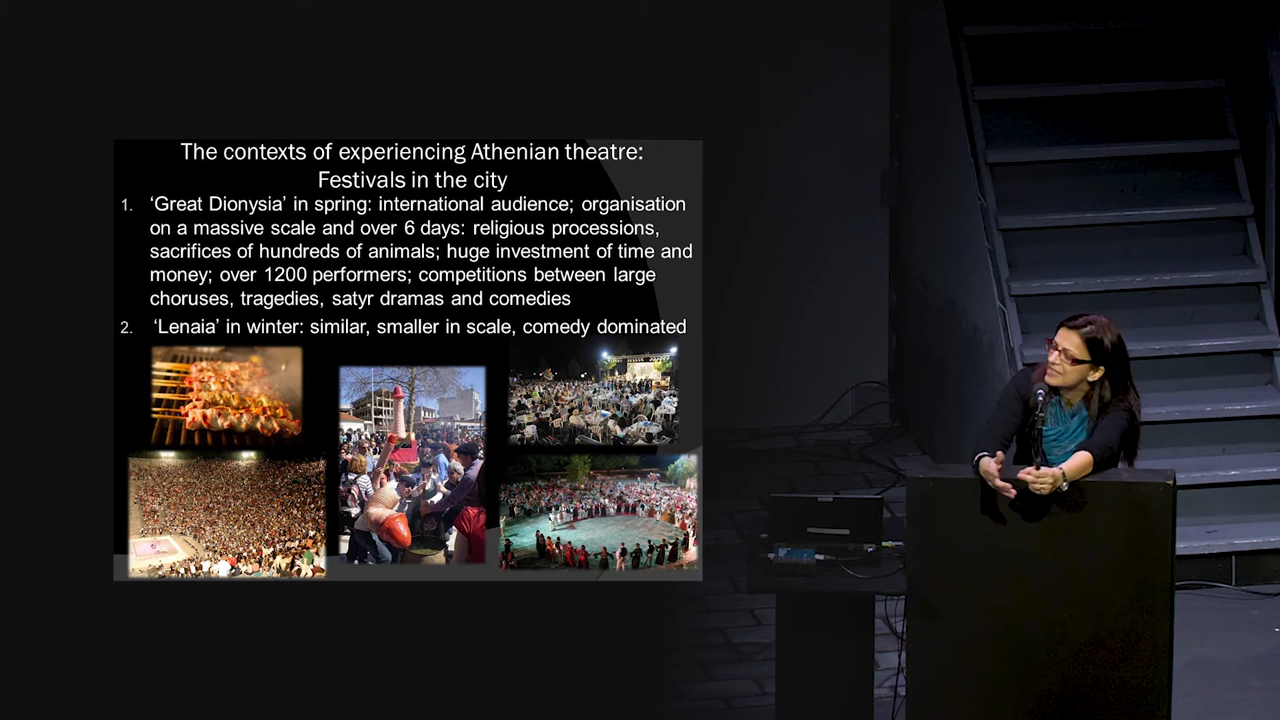 The contexts of experiencing Athenian theatre:
Festivals in the city
1. ‘Great Dionysia’ in spring: international audience; organisation
on a massive scale and over 6 days: religious processions,
sacrifices of hundreds of animals; huge investment of time and
money; over 1200 performers; competitions between large
choruses, tragedies, satyr dramas and comedies
2. ‘Lenaia’ in winter: similar, smaller in scale, comedy dominated